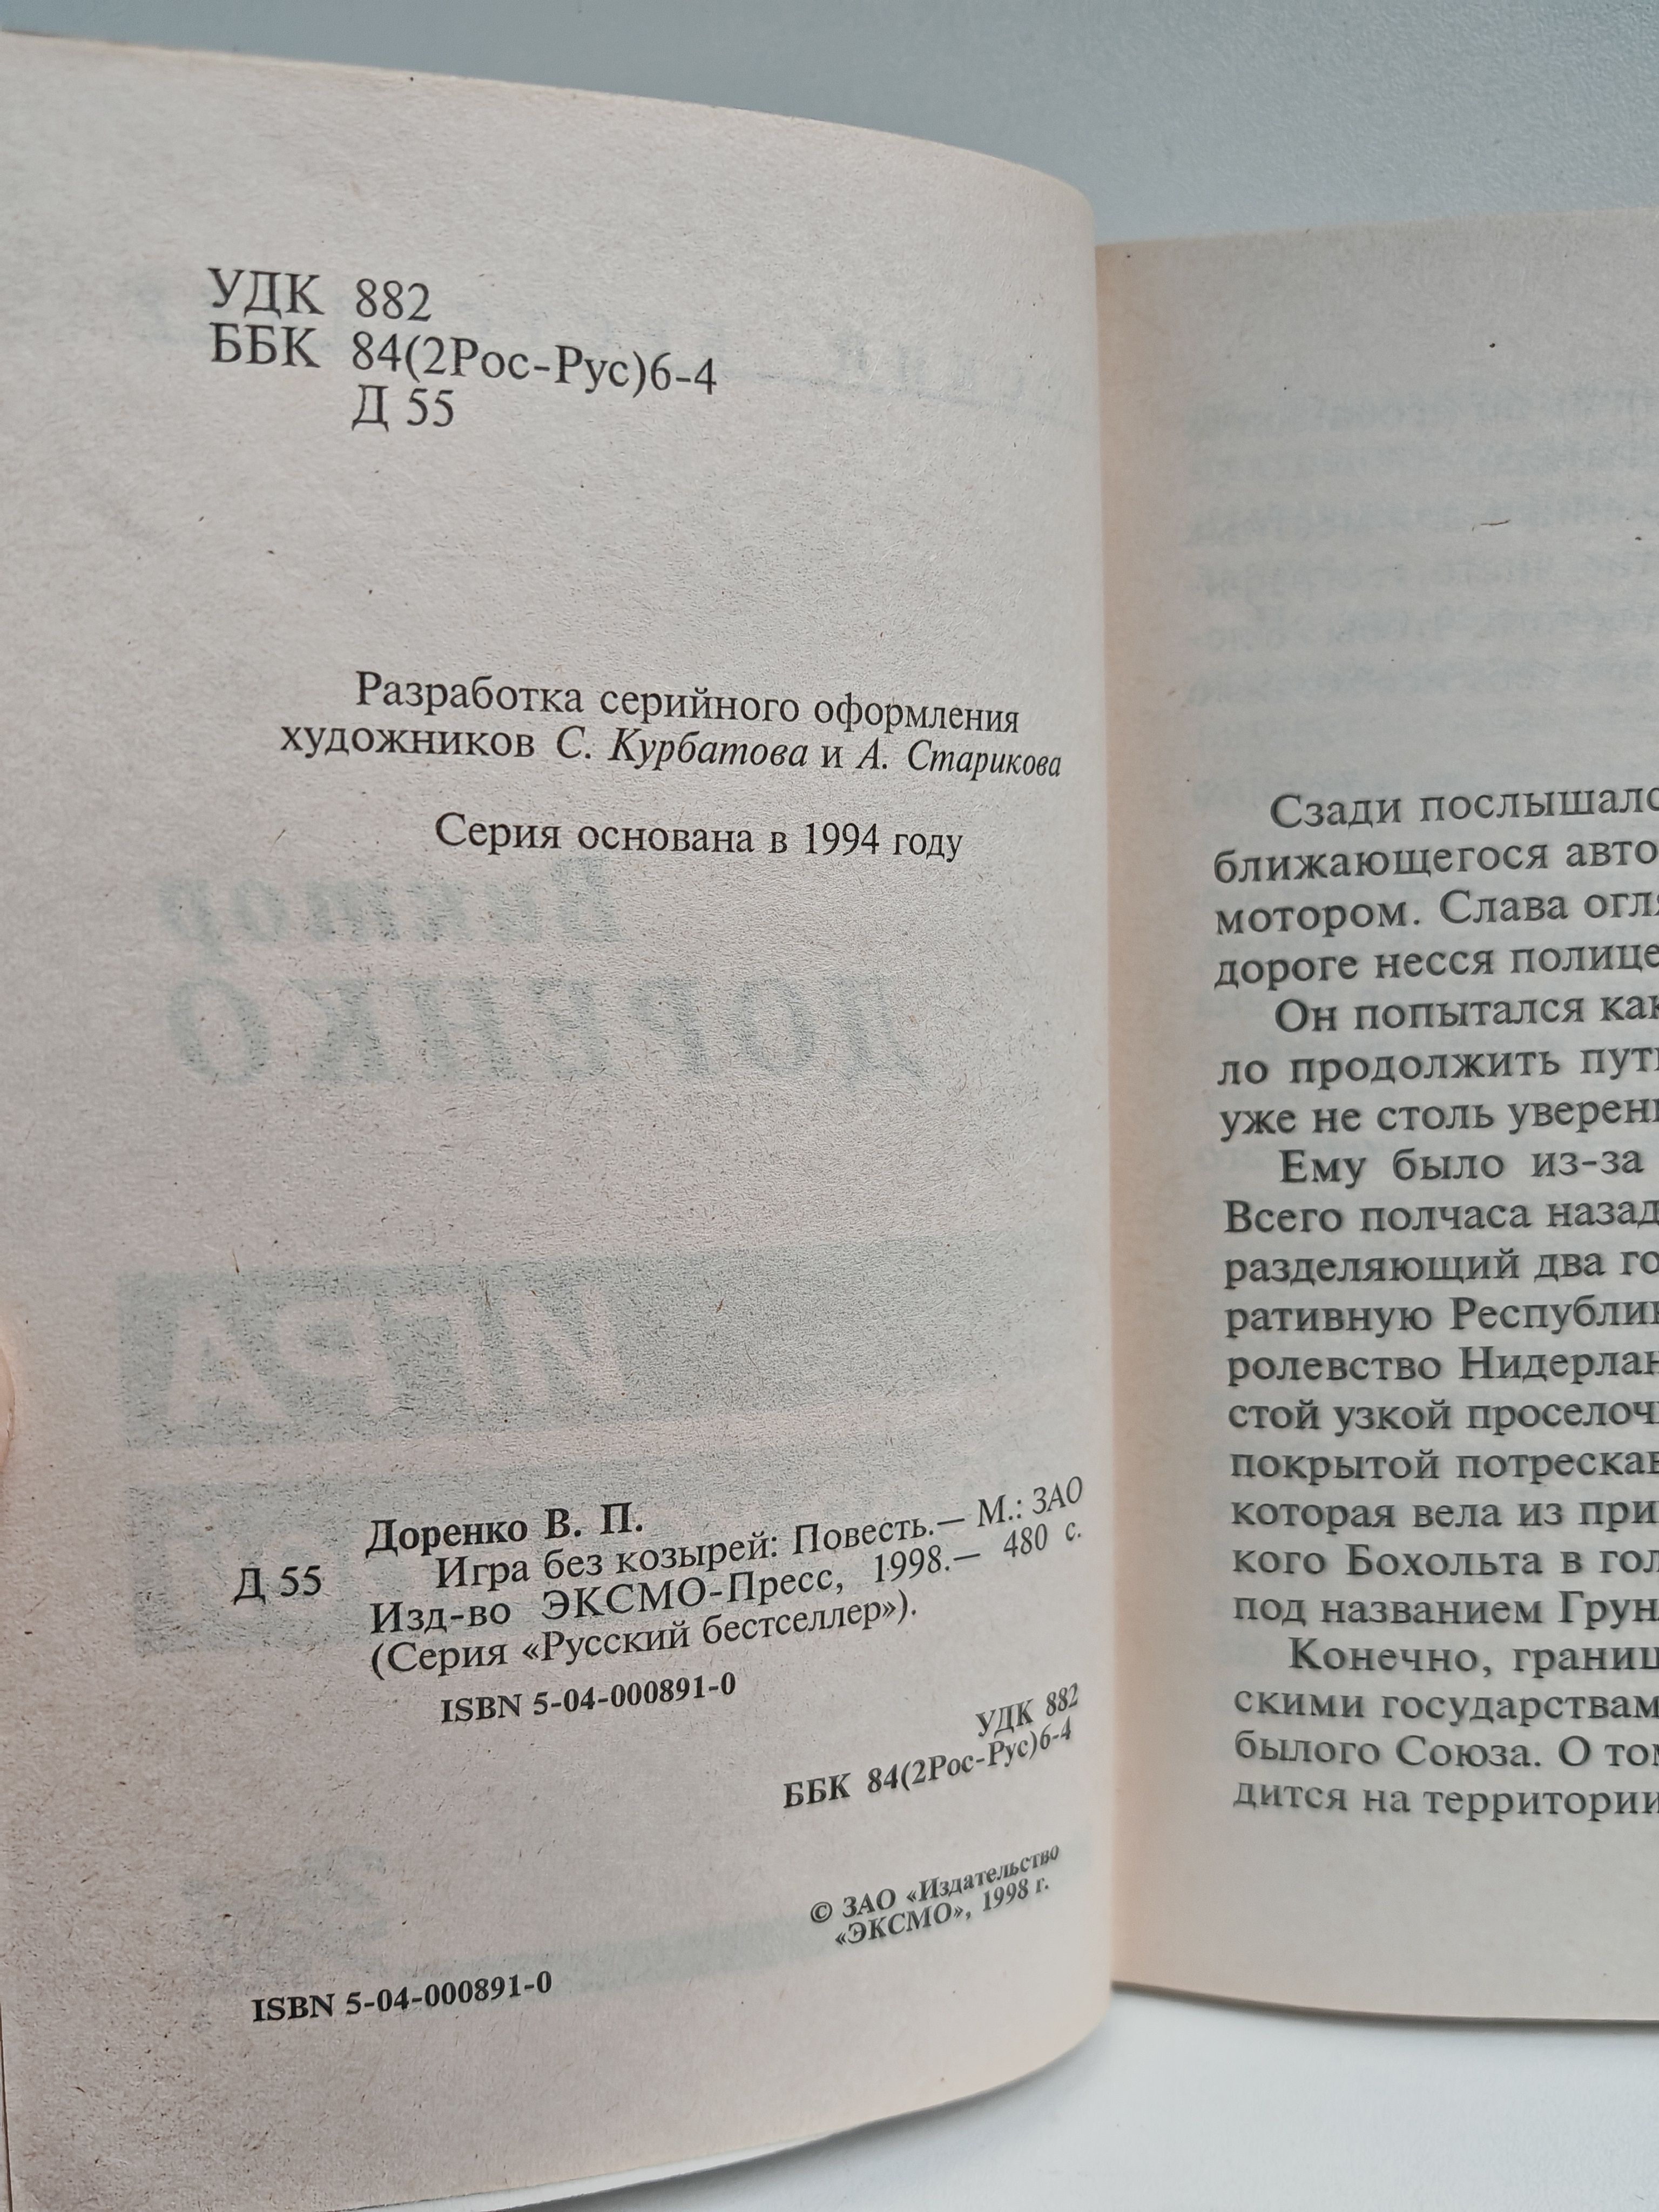 УДК 882
ББК 84(2Рос-Рус)6-4
Д 55
Разработка серийного оформления
художников С. Курбатова и А. Старикова
Серия основана в 1994 году
Доренко В. П.
Д 55 Игра без козырей: Повесть.— М.: ЗАО
Изд-во ЭКСМО-Пресс, 1998.— 480 с.
(Серия «Русский бестселлер»).
ISBN 5-04-000891-0
УДК 882
ББК 84(2Рос-Рус)6-4
© ЗАО «Издательство
«ЭКСМО», 1998 г.
ISBN 5-04-000891-0
Сзади послышалс
ближающегося авто
мотором. Слава огл
дороге несся полице
Он попытался как
ло продолжить пут
уже не столь уверен
Ему было из-за
Всего полчаса назад
разделяющий два го
ративную Республи
ролевство Нидерлан
стой узкой проселоч
покрытой потрескав
которая вела из при
кого Бохольта в гол
под названием Грун
Конечно, границ
скими государствам
былого Союза. О том
дится на территории